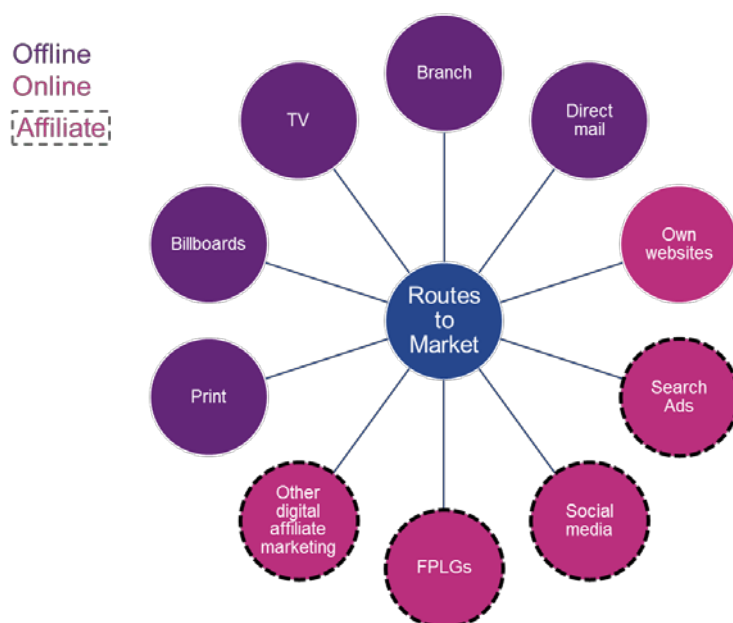 Offline
Online
Affiliate
Branch
Direct
mail
TV
Own
websites
Billboards
Routes
to
Market
Search
Ads
Print
Social
media
Other
digital
affiliate
marketing
FPLGs